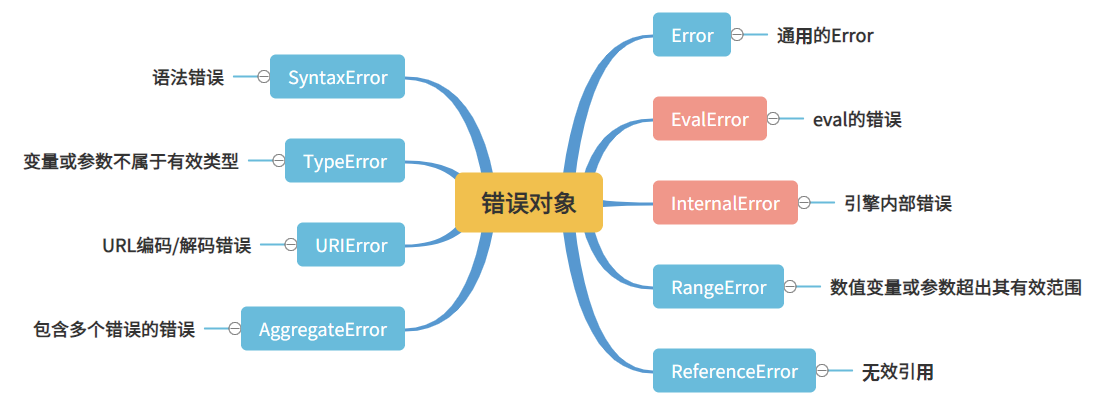 错误对象
Error
通用的Error
EvalError
eval的错误
InternalError
引擎内部错误
RangeError
数值变量或参数超出其有效范围
ReferenceError
无效引用
SyntaxError
语法错误
TypeError
变量或参数不属于有效类型
URIError
URL编码/解码错误
AggregateError
包含多个错误的错误